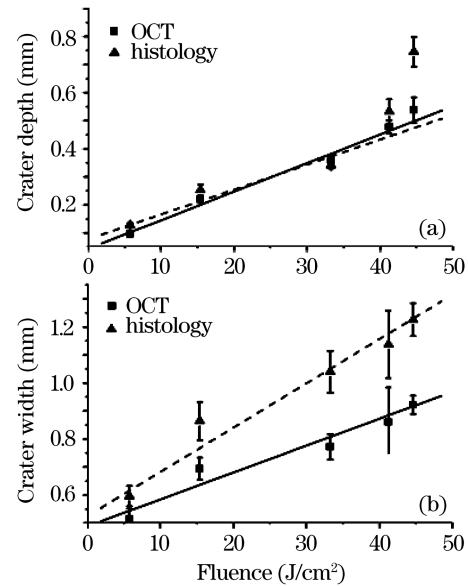 OCT
histology
Crater depth (mm)
0.8
0.6
0.4
0.2
0 10 20 30 40 50
(a)
OCT
histology
Crater width (mm)
1.2
1.0
0.8
0.6
0 10 20 30 40 50
(b)
Fluence (J/cm²)